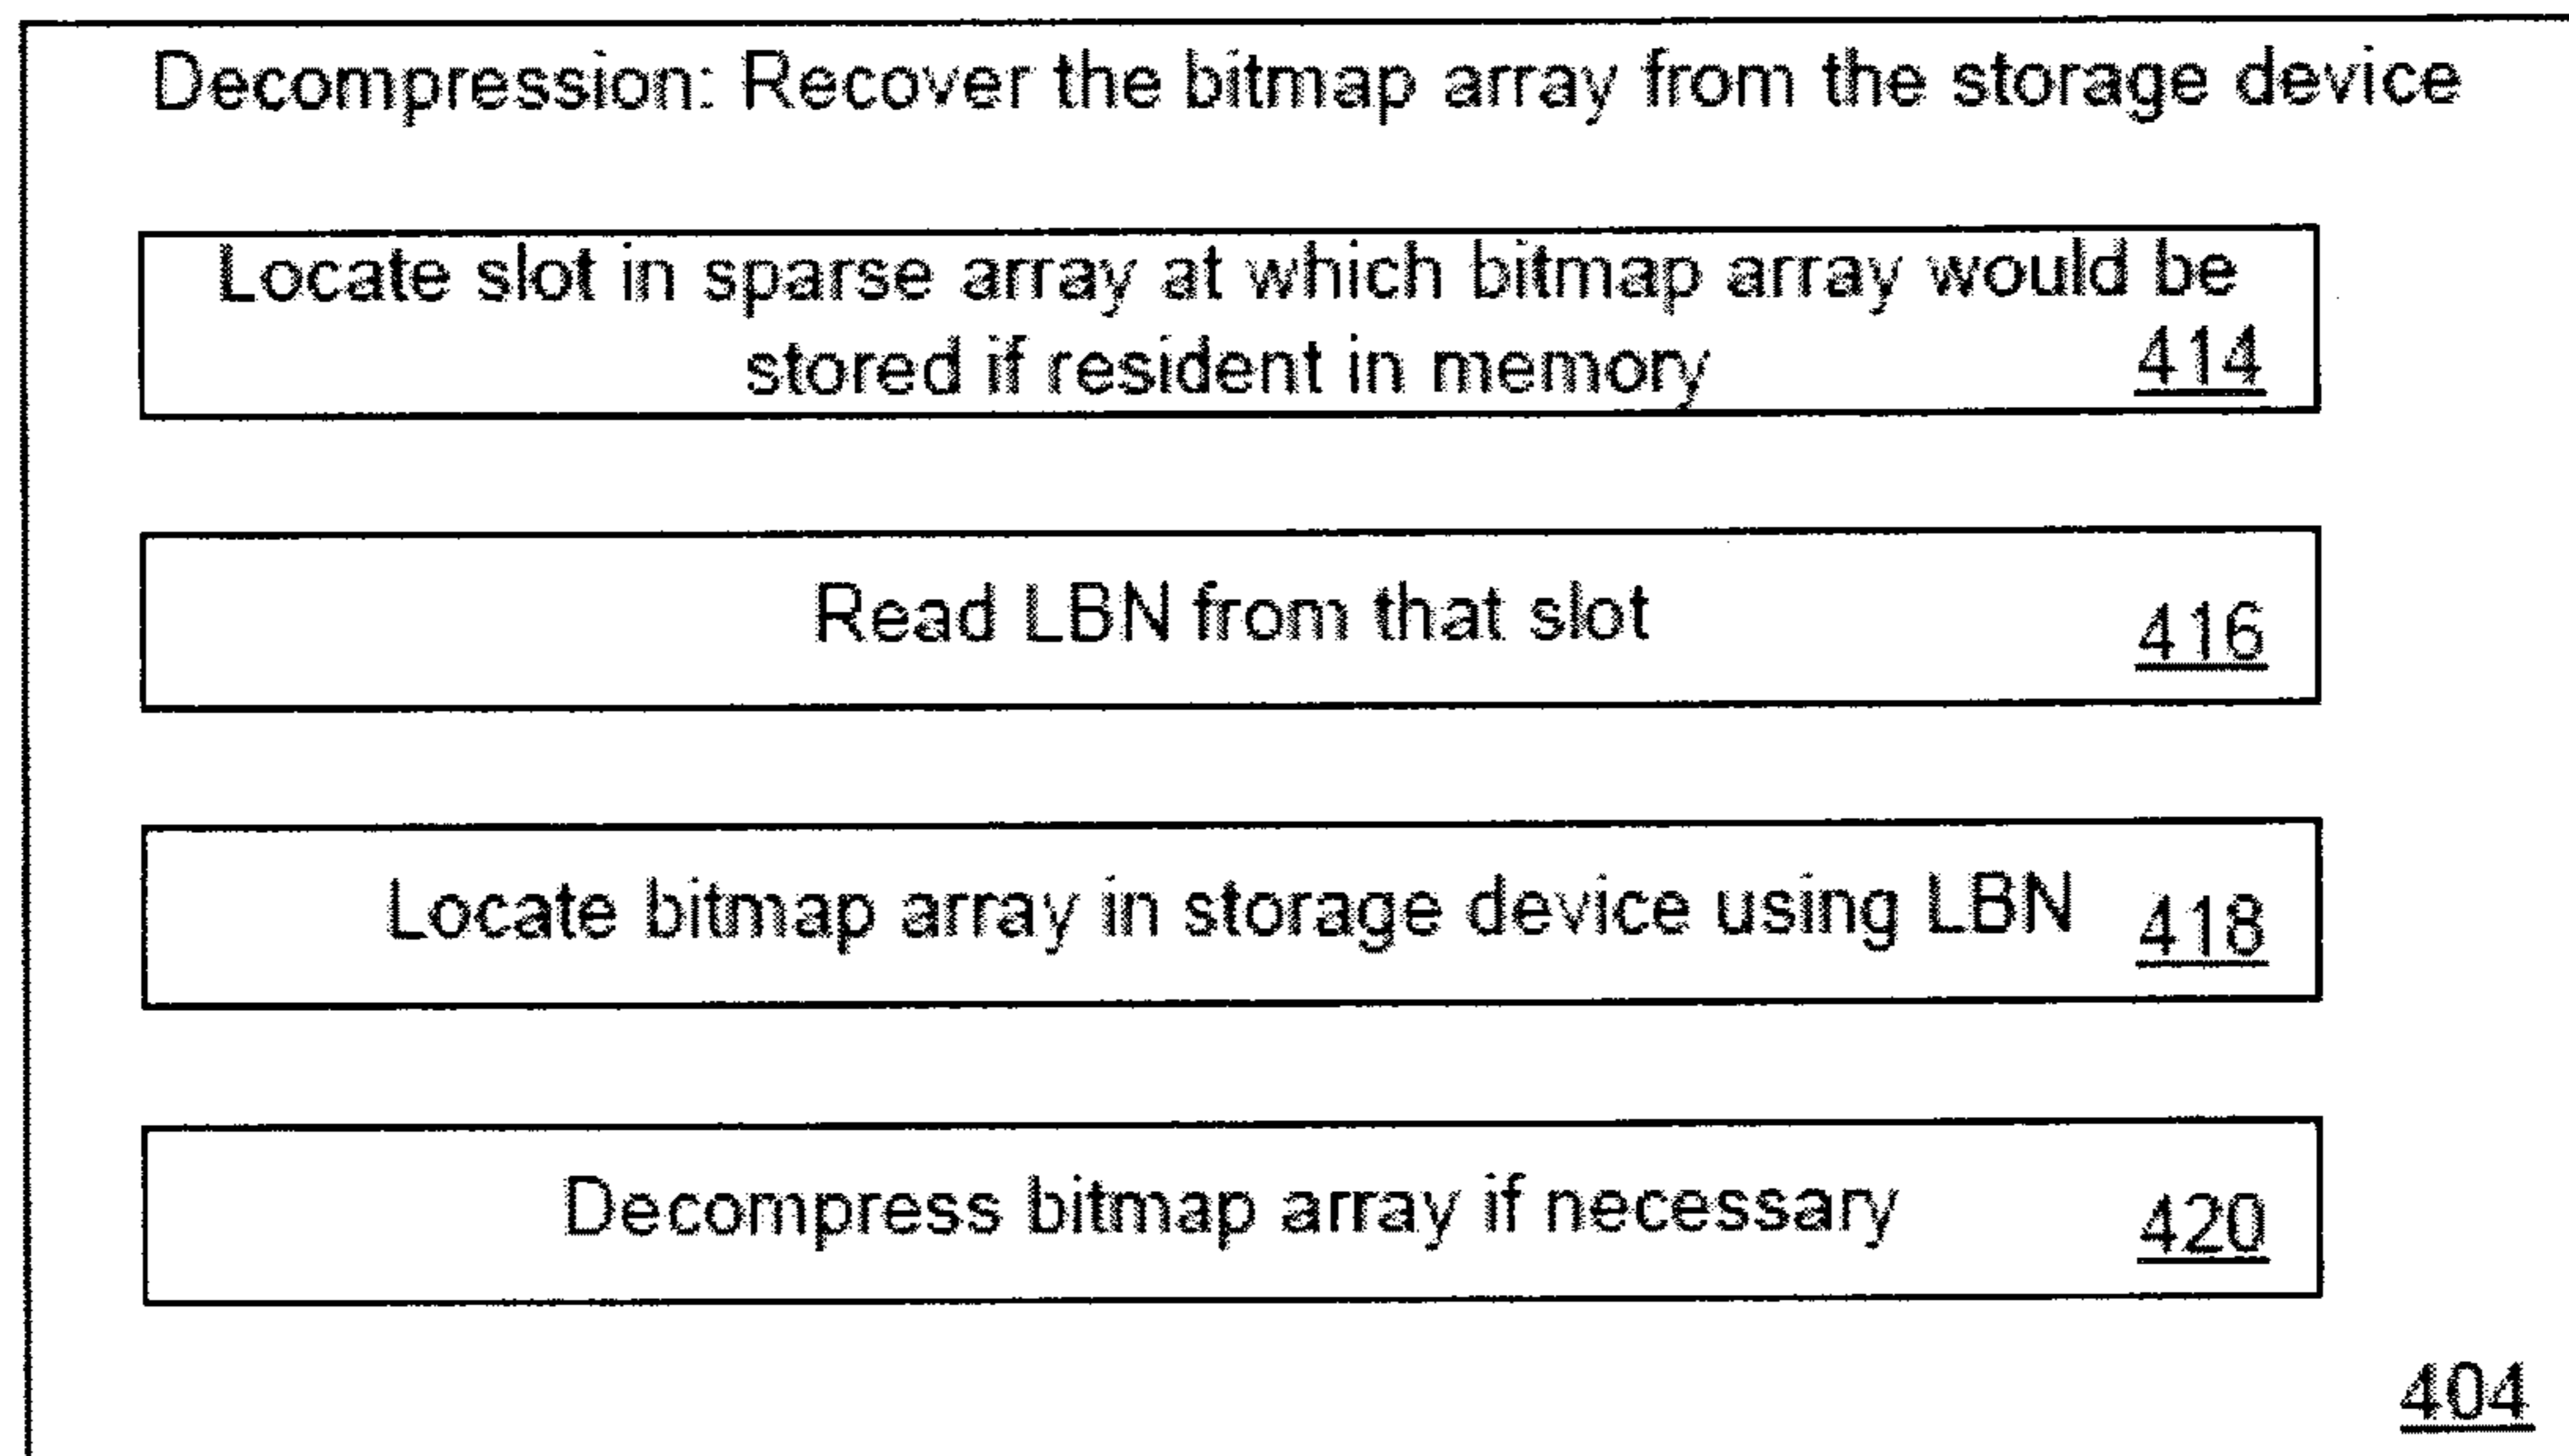 Decompression: Recover the bitmap array from the storage device
Locate slot in sparse array at which bitmap array would be
stored if resident in memory 414
Read LBN from that slot 416
Locate bitmap array in storage device using LBN 418
Decompress bitmap array if necessary 420
404